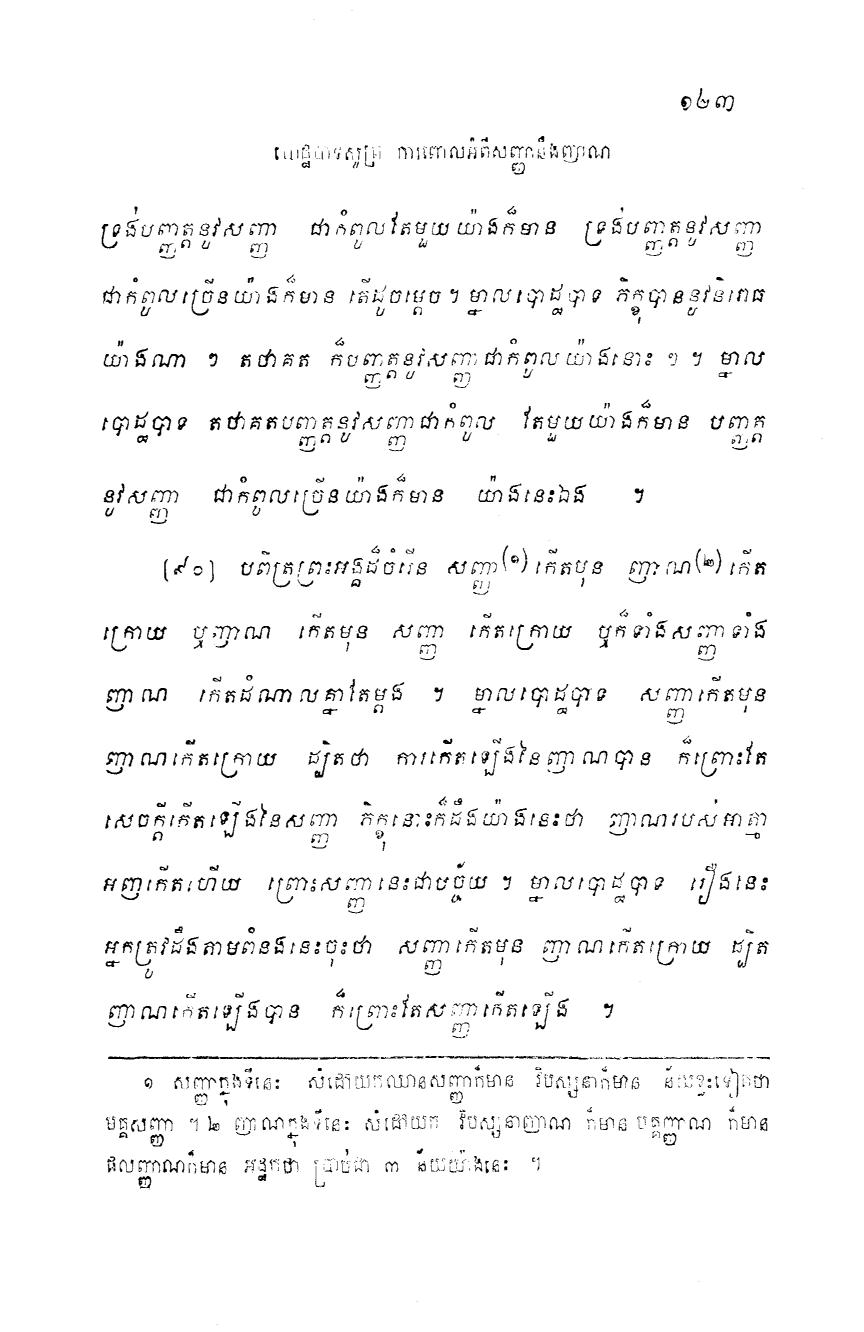 ១២៣
បោដ្ឋបាទសូត្រ ការពោលអំពីសញ្ញានឹងញាណ
ទ្រង់បញ្ញត្តនូវសញ្ញា ជាកំពូលតែមួយយ៉ាងក៏មាន ទ្រង់បញ្ញត្តនូវសញ្ញា
ជាកំពូលច្រើនយ៉ាងក៏មាន តើដូចម្តេច។ ម្នាលបោដ្ឋបាទ ភិក្ខុបាននូវនិរោធ
យ៉ាងណា ៗ តថាគត ក៏បញ្ញត្តនូវសញ្ញាជាកំពូលយ៉ាងនោះ ៗ ។ ម្នាល
បោដ្ឋបាទ តថាគតបញ្ញត្តនូវសញ្ញាជាកំពូល តែមួយយ៉ាងក៏មាន បញ្ញត្ត
នូវសញ្ញា ជាកំពូលច្រើនយ៉ាងក៏មាន យ៉ាងនេះឯង ។
[៩០] បពិត្រព្រះអង្គដ៏ចំរើន សញ្ញា(១)កើតមុន ញាណ(២)កើត
ក្រោយ ឬញាណ កើតមុន សញ្ញា កើតក្រោយ ឬក៏ទាំងសញ្ញាទាំង
ញាណ កើតដំណាលគ្នាតែម្តង ។ ម្នាលបោដ្ឋបាទ សញ្ញាកើតមុន
ញាណកើតក្រោយ ដ្បិតថា ការកើតឡើងនៃញាណបាន ក៏ព្រោះតែ
សេចក្តីកើតឡើងនៃសញ្ញា ភិក្ខុនោះក៏ដឹងយ៉ាងនេះថា ញាណរបស់អាត្មា
អញកើតហើយ ព្រោះសញ្ញានេះជាបច្ច័យ ។ ម្នាលបោដ្ឋបាទ រឿងនេះ
អ្នកត្រូវដឹងតាមពំនងនេះចុះថា សញ្ញាកើតមុន ញាណកើតក្រោយ ដ្បិត
ញាណកើតឡើងបាន ក៏ព្រោះតែសញ្ញាកើតឡើង ។
១ សញ្ញាក្នុងទីនេះ សំដៅយកឈានសញ្ញាក៏មាន វិបស្សនាក៏មាន ន័យខ្លះទៀតថា
មគ្គសញ្ញា ។ ២ ញាណក្នុងទីនេះ សំដៅយក វិបស្សនាញាណ ក៏មាន មគ្គញ្ញាណ ក៏មាន
ផលញ្ញាណក៏មាន អដ្ឋកថា ប្រាប់ជា ៣ ន័យយ៉ាងនេះ ។